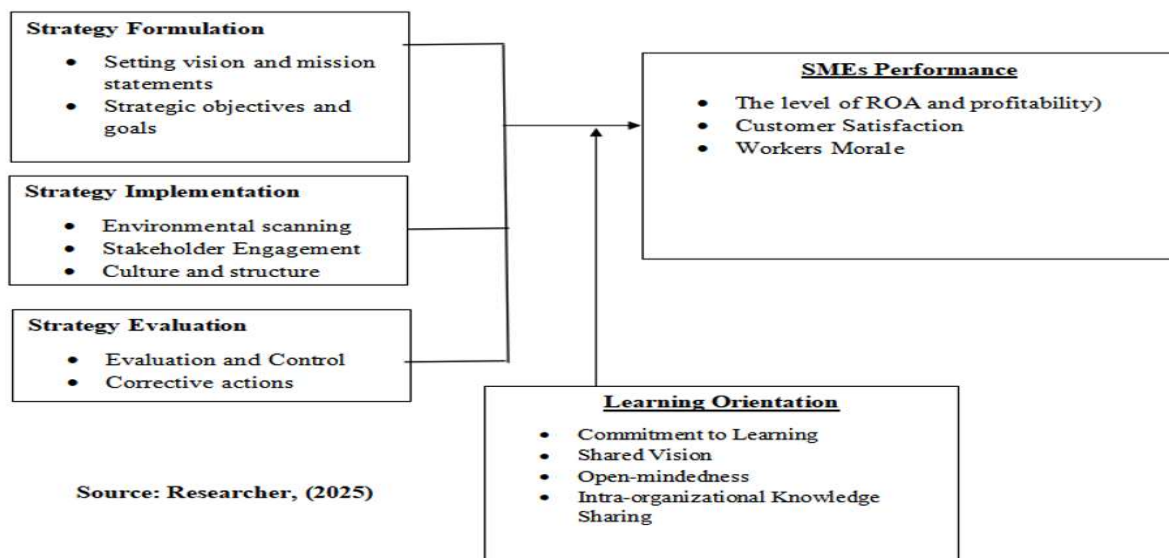 Strategy Formulation
• Setting vision and mission
statements
• Strategic objectives and
goals
SMEs Performance
• The level of ROA and profitability)
• Customer Satisfaction
• Workers Morale
Strategy Implementation
• Environmental scanning
• Stakeholder Engagement
• Culture and structure
Strategy Evaluation
• Evaluation and Control
• Corrective actions
Learning Orientation
• Commitment to Learning
• Shared Vision
• Open-mindedness
• Intra-organizational Knowledge
Sharing
Source: Researcher, (2025)